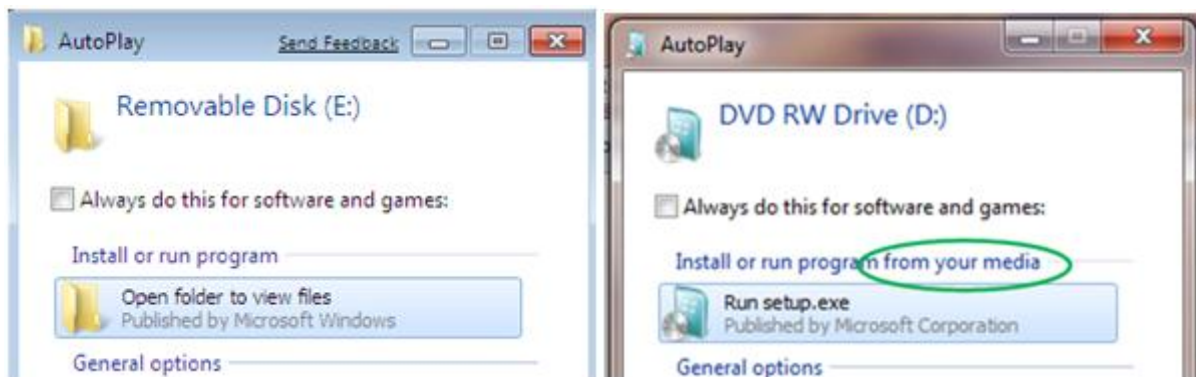 AutoPlay Send Feedback
Removable Disk (E:)
Always do this for software and games:
Install or run program
Open folder to view files
Published by Microsoft Windows
General options
AutoPlay
DVD RW Drive (D:)
Always do this for software and games:
Install or run program from your media
Run setup.exe
Published by Microsoft Corporation
General options